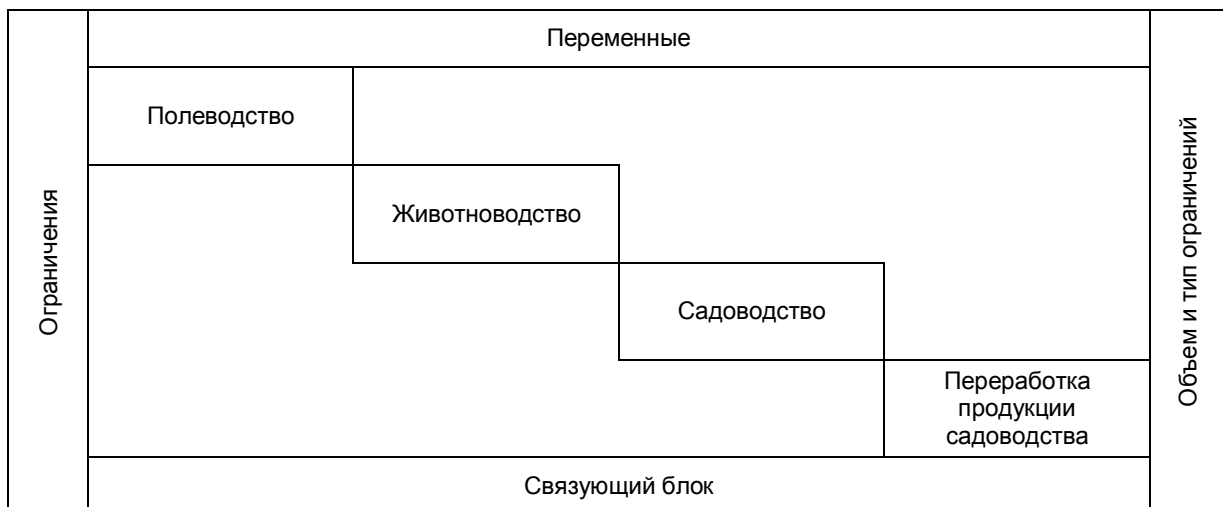 Переменные
Полеводство
Ограничения
Животноводство
Садоводство
Переработка
продукции
садоводства
Объем и тип ограничений
Связующий блок